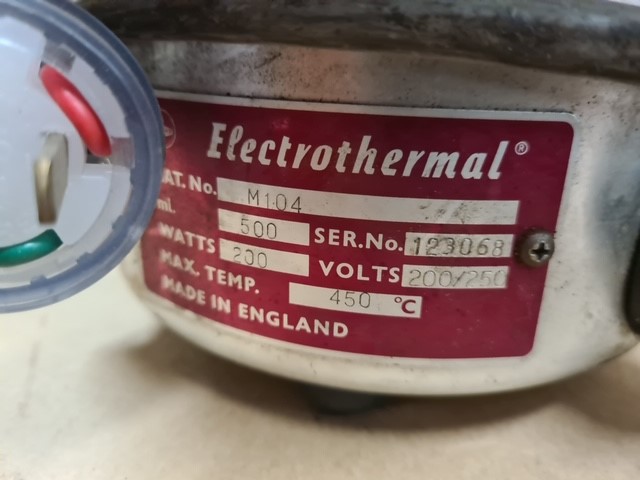 Electrothermal®
AT. No. M104
ml. 500 SER.No. 123068
WATTS 200 VOLTS 200/250
MAX. TEMP. 450 °C
MADE IN ENGLAND